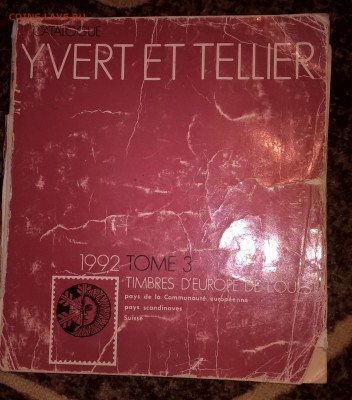 COINS.LAVE.RU
CATALOGUE
YVERT ET TELLIER
1992 TOME 3
TIMBRES D'EUROPE DE L'OUEST
pays de la Communauté européenne
pays scandinaves
Suisse